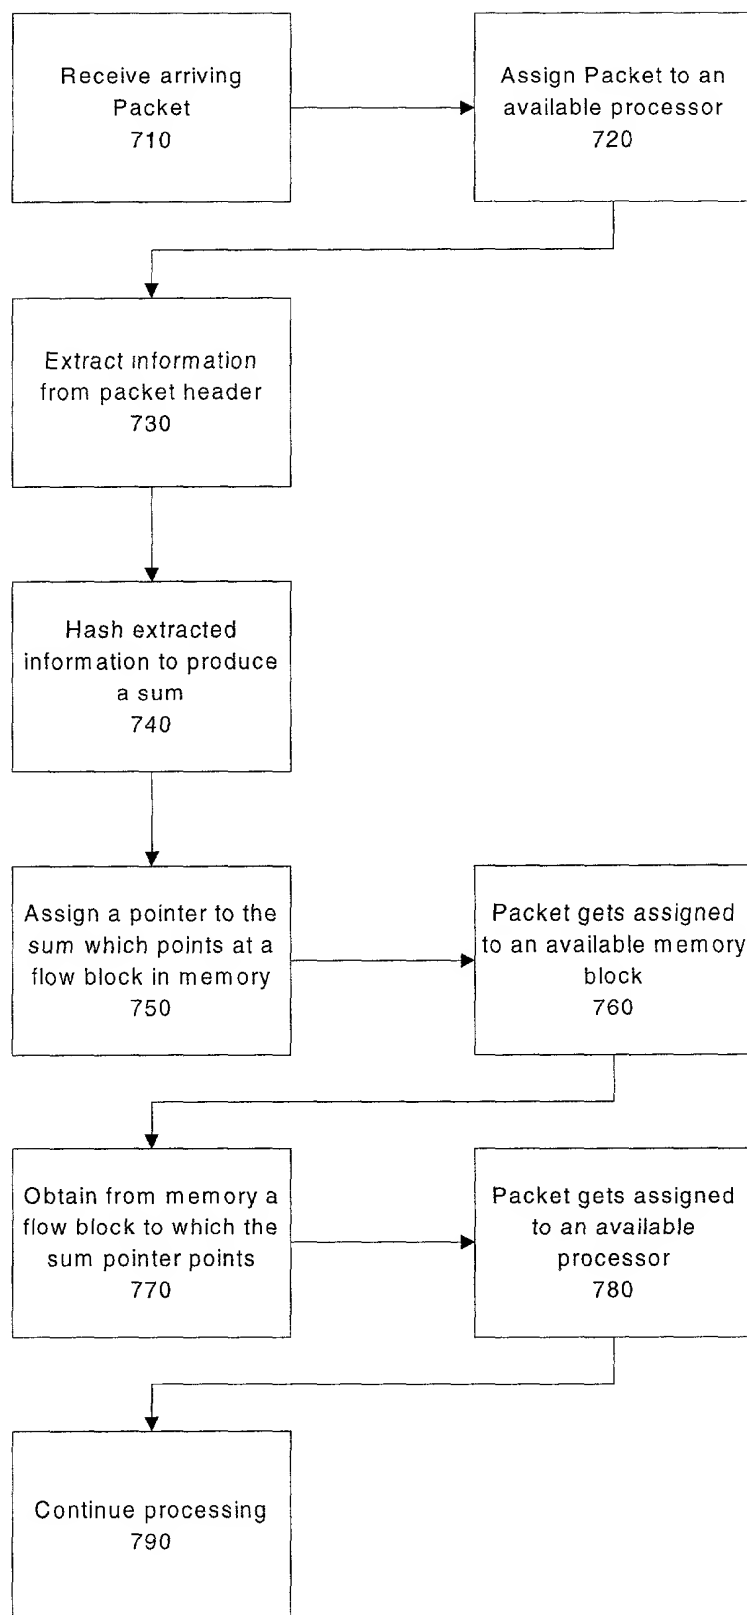 Receive arriving
Packet
710
Assign Packet to an
available processor
720
Extract information
from packet header
730
Hash extracted
information to produce
a sum
740
Assign a pointer to the
sum which points at a
flow block in memory
750
Packet gets assigned
to an available memory
block
760
Obtain from memory a
flow block to which the
sum pointer points
770
Packet gets assigned
to an available
processor
780
Continue processing
790